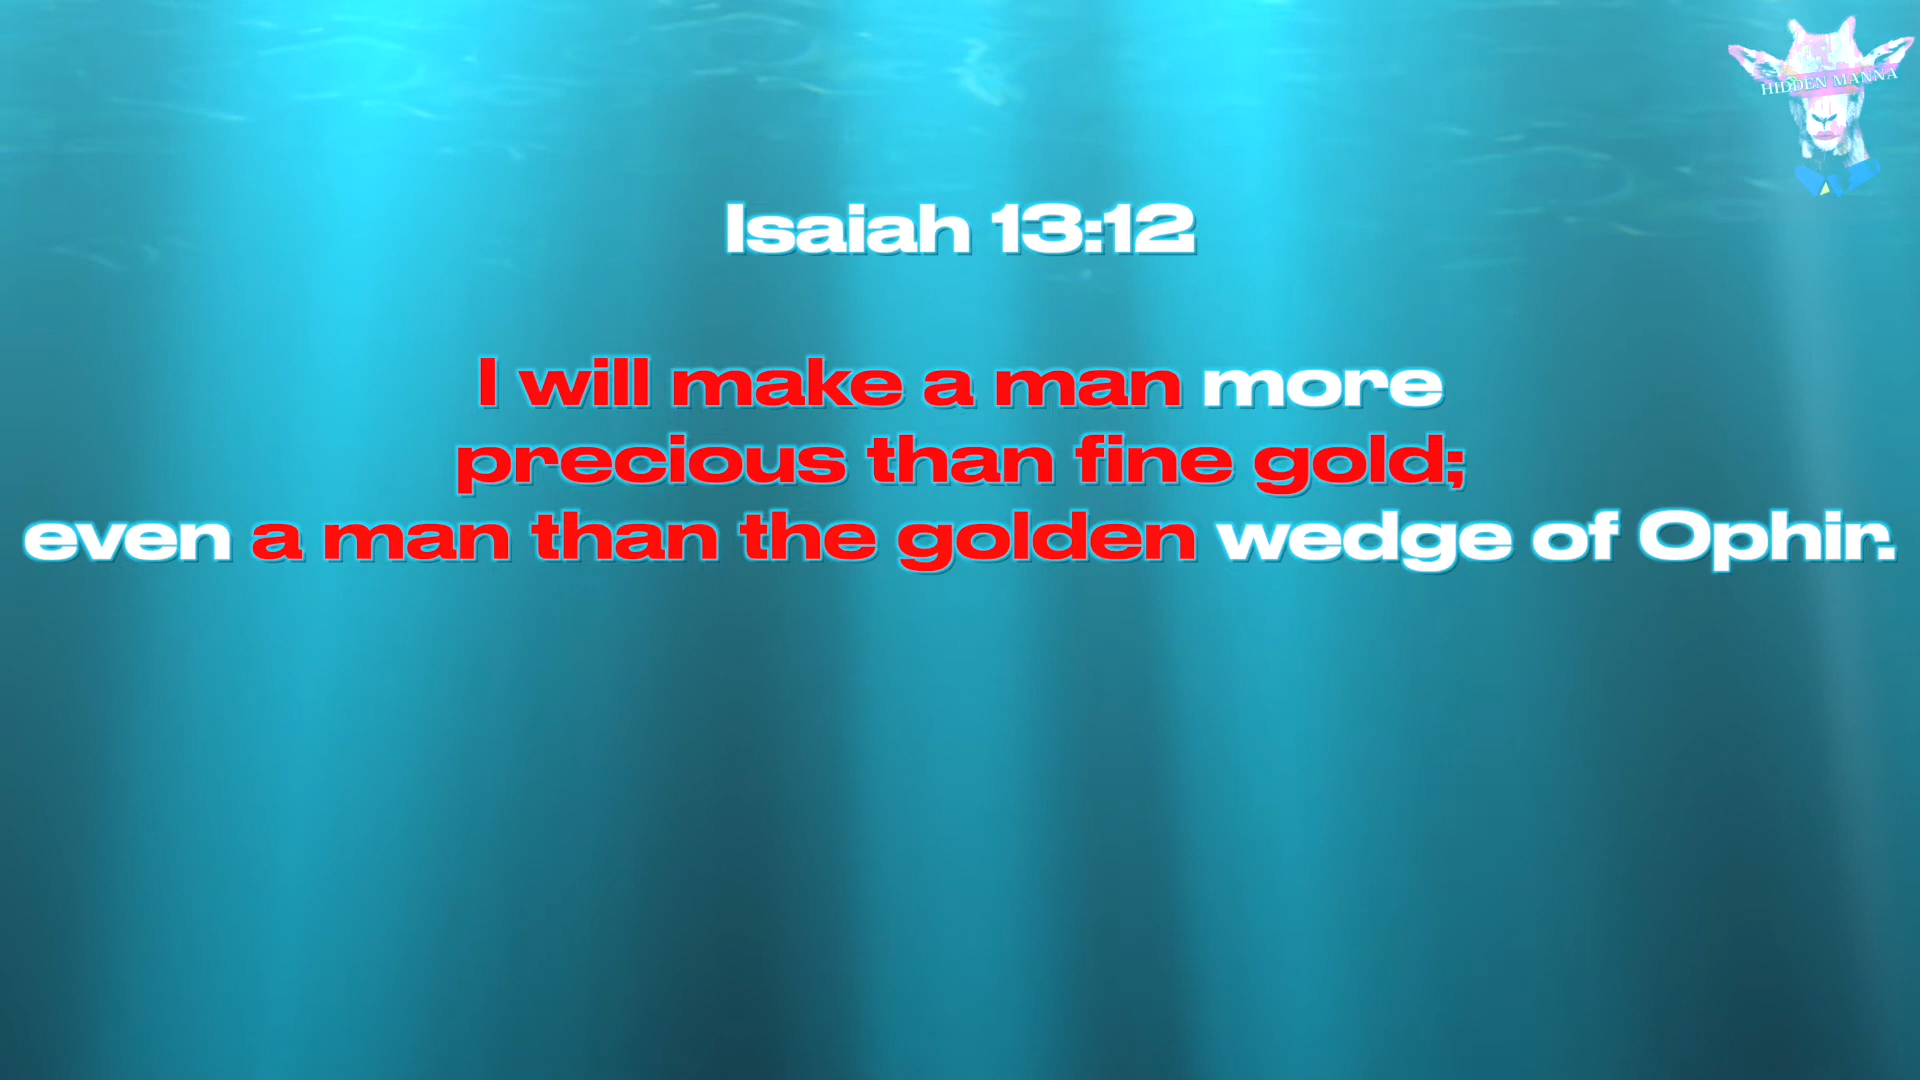 HIDDEN MANNA
Isaiah 13:12
I will make a man more
precious than fine gold;
even a man than the golden wedge of Ophir.